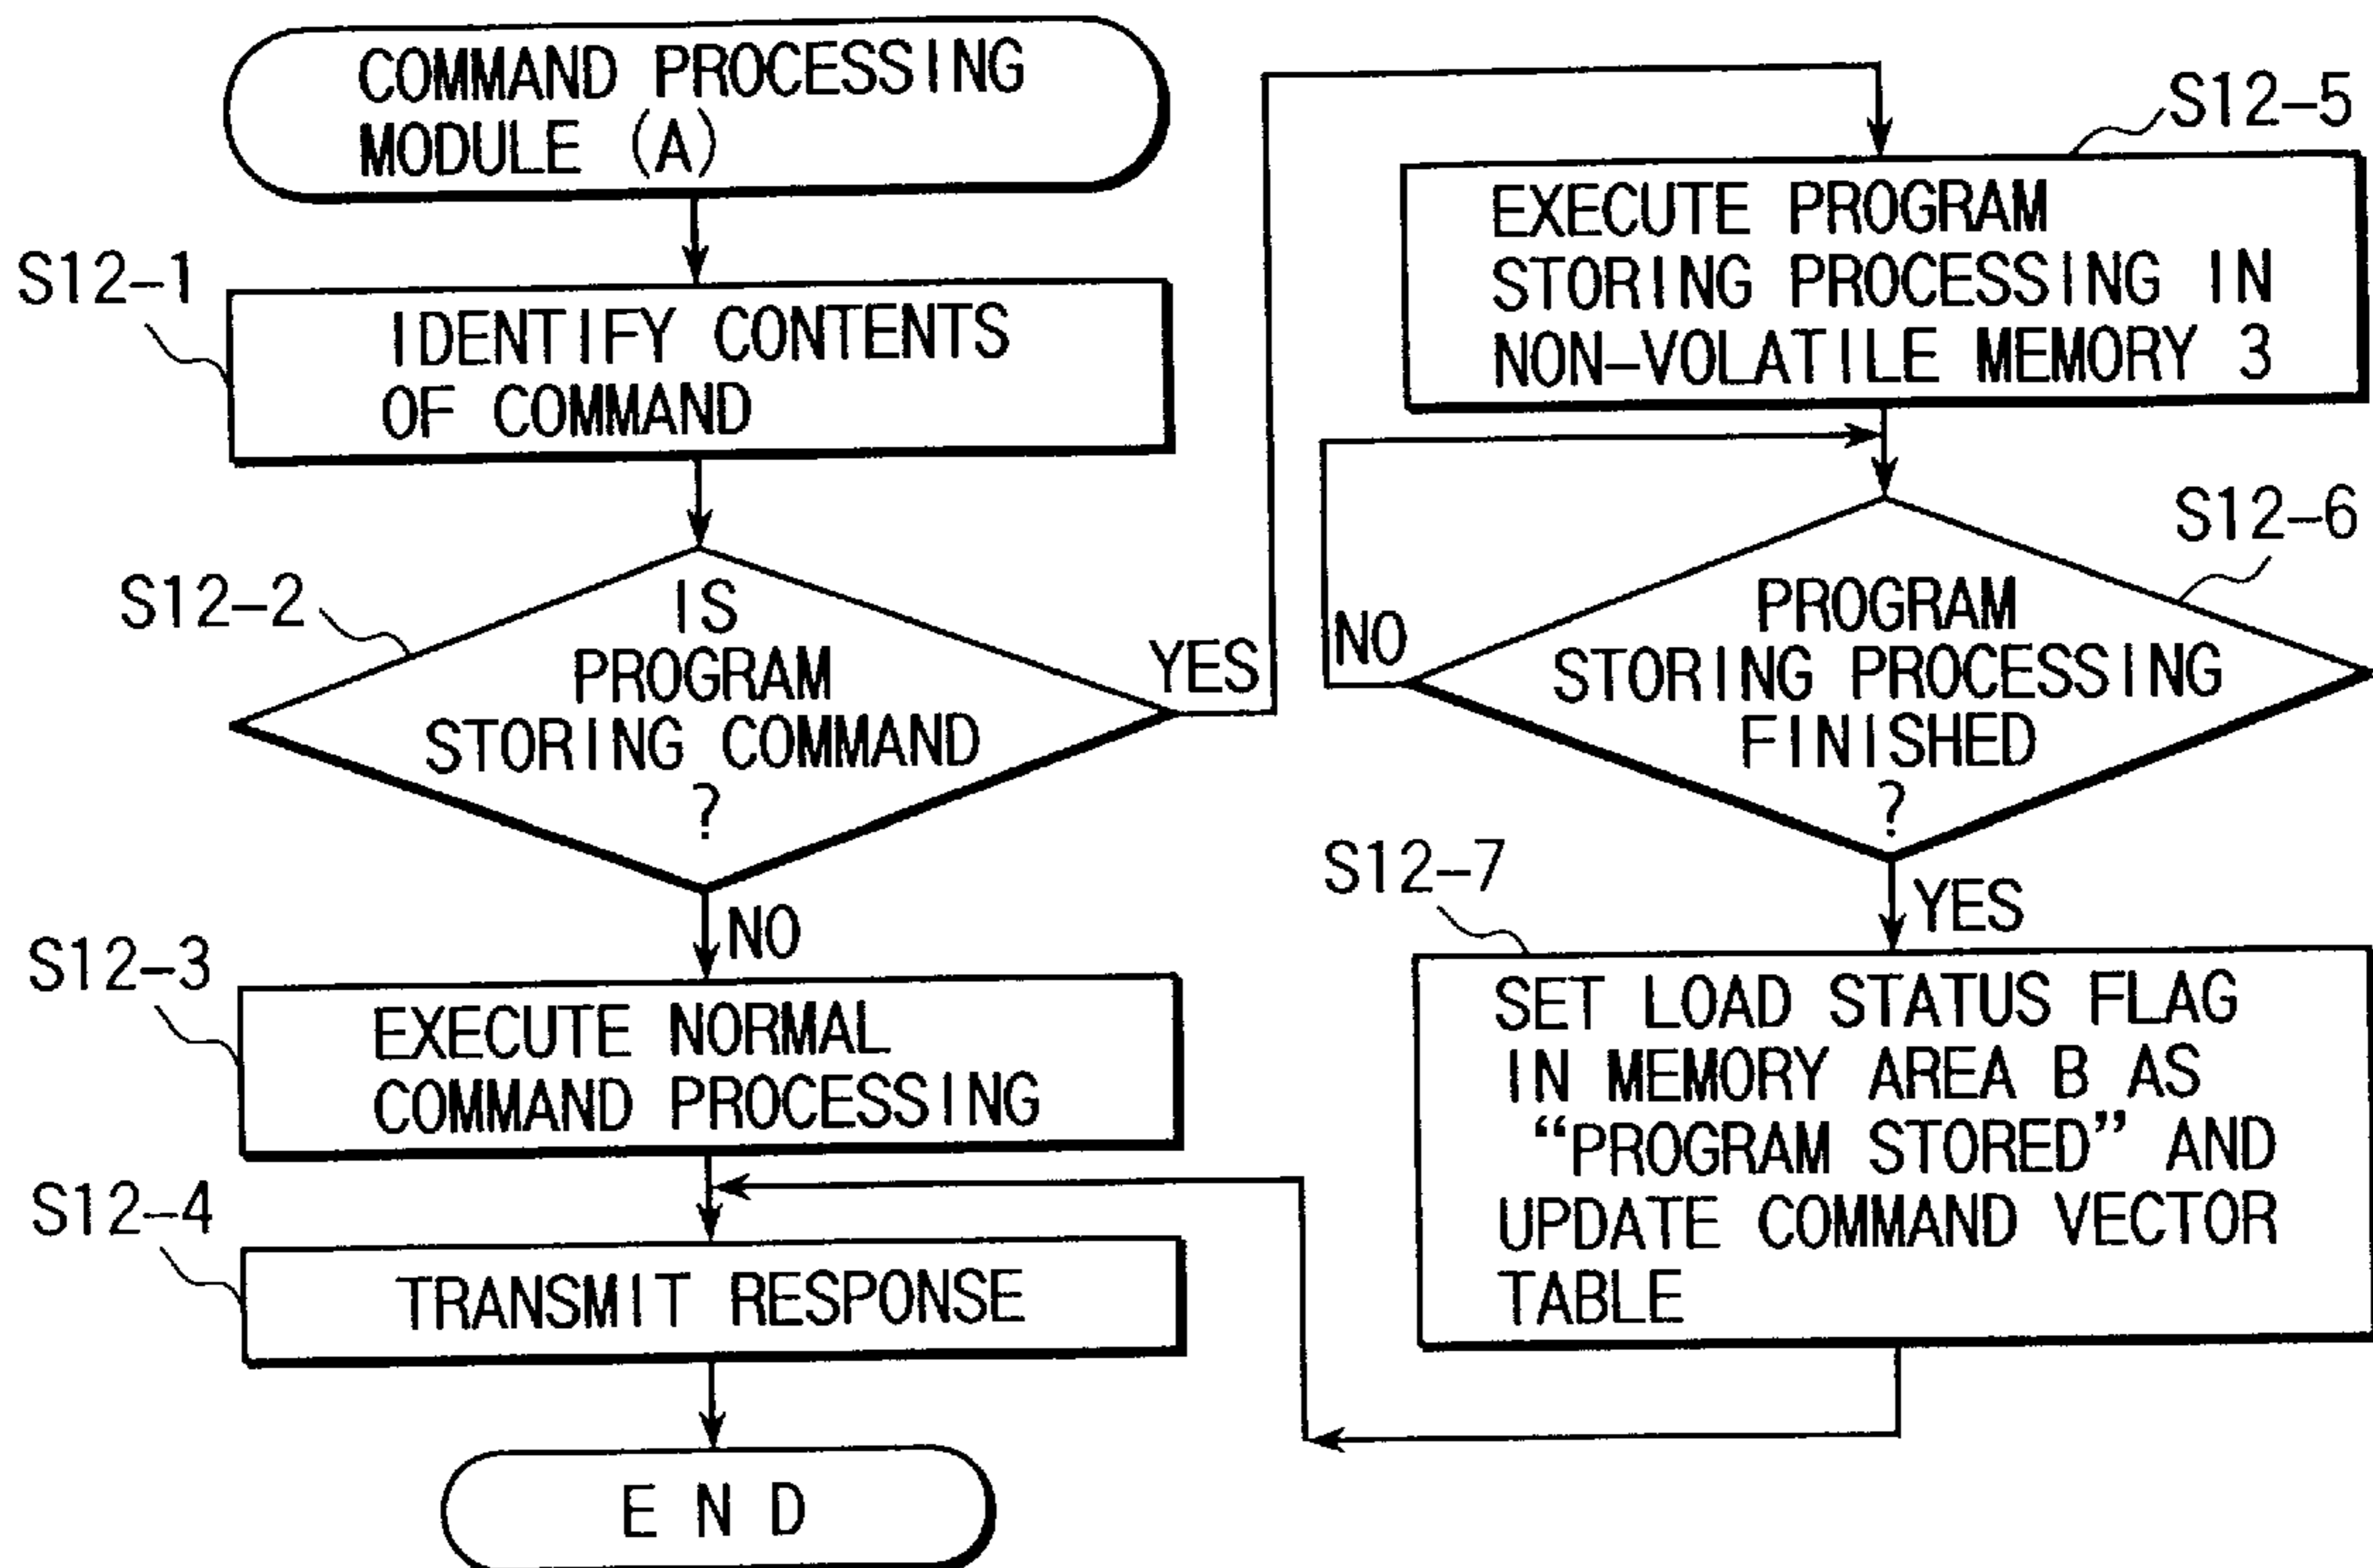 COMMAND PROCESSING
MODULE (A)
S12-1
IDENTIFY CONTENTS
OF COMMAND
S12-2
IS
PROGRAM
STORING COMMAND
?
YES
NO
S12-3
EXECUTE NORMAL
COMMAND PROCESSING
S12-4
TRANSMIT RESPONSE
END
S12-5
EXECUTE PROGRAM
STORING PROCESSING IN
NON-VOLATILE MEMORY 3
S12-6
PROGRAM
STORING PROCESSING
FINISHED
?
NO
YES
S12-7
SET LOAD STATUS FLAG
IN MEMORY AREA B AS
“PROGRAM STORED” AND
UPDATE COMMAND VECTOR
TABLE